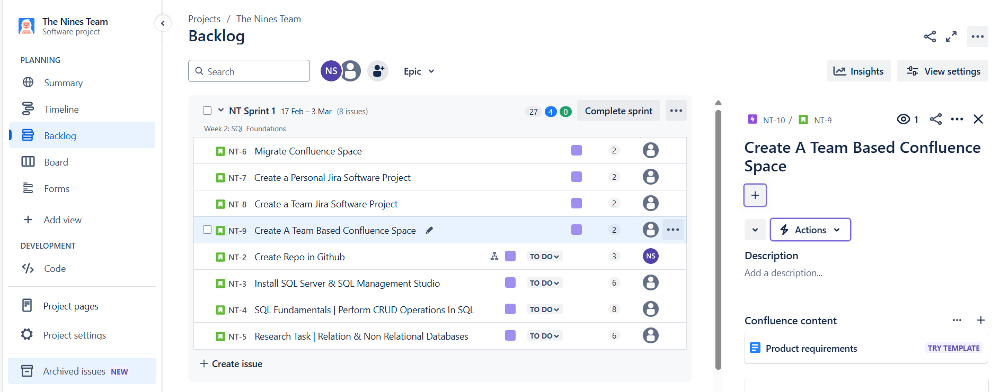 The Nines Team
Software project
PLANNING
Summary
Timeline
Backlog
Board
Forms
Add view
DEVELOPMENT
Code
Project pages
Project settings
Archived issues NEW
Projects / The Nines Team
Backlog
Search
NS
Epic
Insights
View settings
NT Sprint 1 17 Feb – 3 Mar (8 issues)
27 4 0 Complete sprint
Week 2: SQL Foundations
NT-6 Migrate Confluence Space 2
NT-7 Create a Personal Jira Software Project 2
NT-8 Create a Team Jira Software Project 2
NT-9 Create A Team Based Confluence Space 2
NT-2 Create Repo in Github TO DO 3 NS
NT-3 Install SQL Server & SQL Management Studio TO DO 6
NT-4 SQL Fundamentals | Perform CRUD Operations In SQL TO DO 8
NT-5 Research Task | Relation & Non Relational Databases TO DO 6
+ Create issue
NT-10 / NT-9
1
Create A Team Based Confluence
Space
Actions
Description
Add a description...
Confluence content
Product requirements TRY TEMPLATE